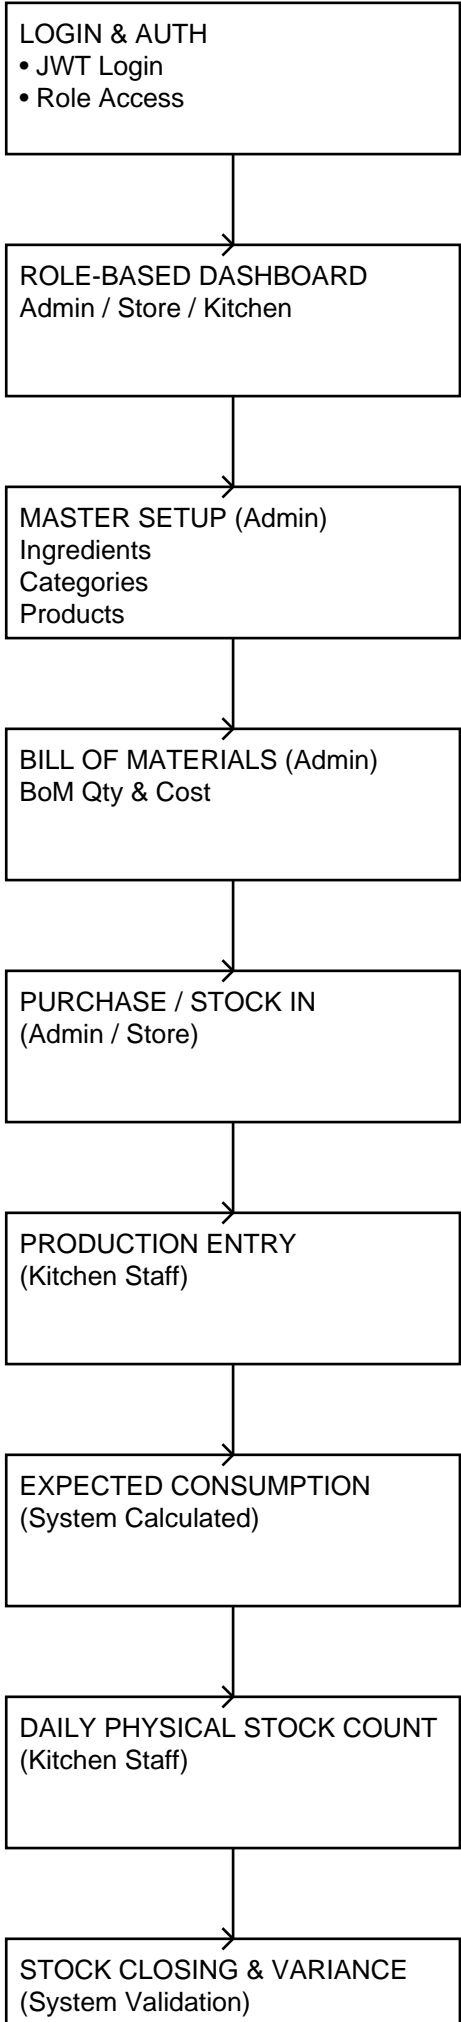 LOGIN & AUTH
• JWT Login
• Role Access
ROLE-BASED DASHBOARD
Admin / Store / Kitchen
MASTER SETUP (Admin)
Ingredients
Categories
Products
BILL OF MATERIALS (Admin)
BoM Qty & Cost
PURCHASE / STOCK IN
(Admin / Store)
PRODUCTION ENTRY
(Kitchen Staff)
EXPECTED CONSUMPTION
(System Calculated)
DAILY PHYSICAL STOCK COUNT
(Kitchen Staff)
STOCK CLOSING & VARIANCE
(System Validation)